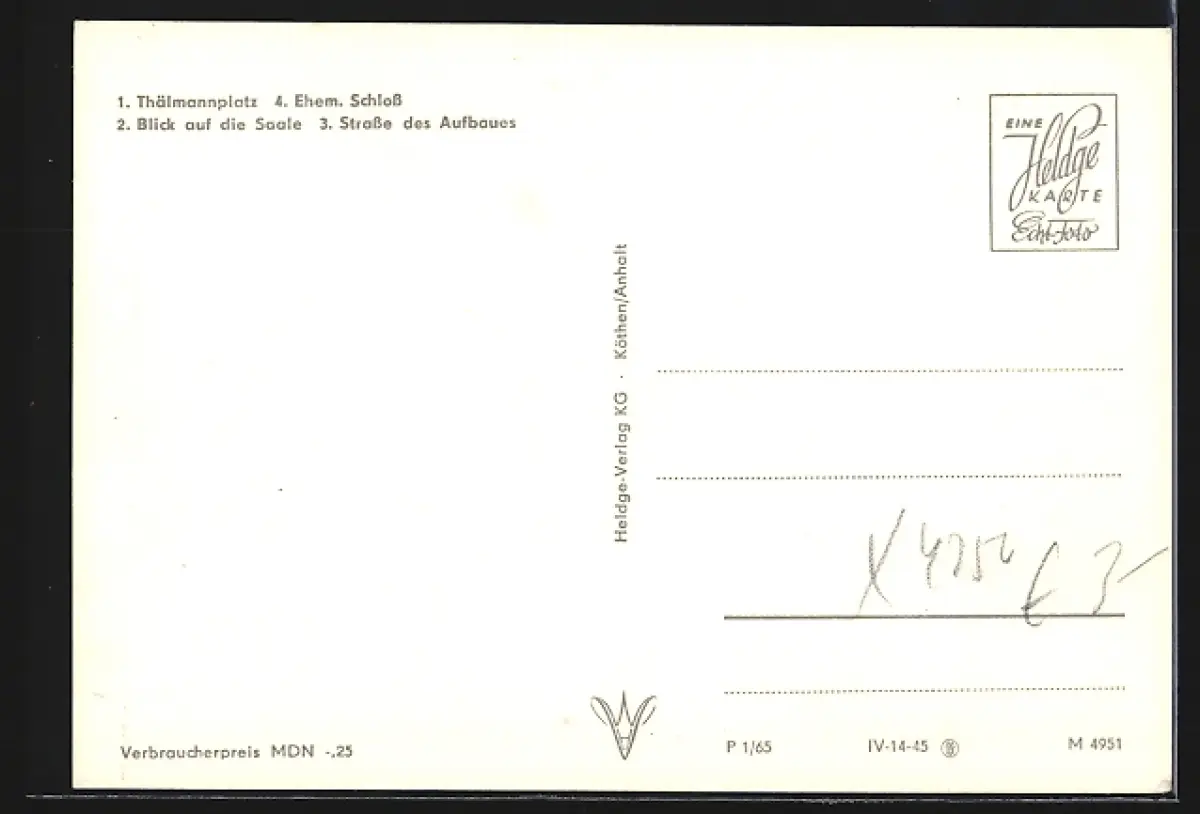 1. Thälmannplatz 4. Ehem. Schloß
2. Blick auf die Saale 3. Straße des Aufbaues
EINE
Heldge
KARTE
Echt-Foto
Heldge-Verlag KG · Köthen/Anhalt
€ 3-
Verbraucherpreis MDN -.25
P 1/65 IV-14-45 M 4951